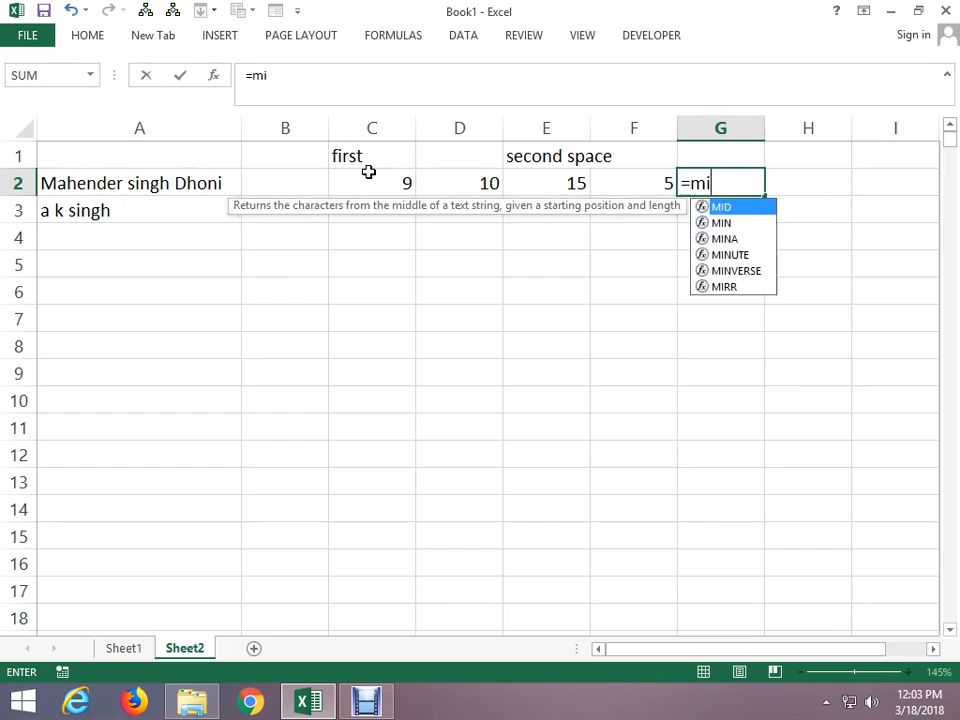 Book1 - Excel
FILE HOME New Tab INSERT PAGE LAYOUT FORMULAS DATA REVIEW VIEW DEVELOPER Sign in
SUM =mi
A B C D E F G H I
1 first second space
2 Mahender singh Dhoni 9 10 15 5 =mi
Returns the characters from the middle of a text string, given a starting position and length
MID
3 a k singh
MIN
4 MINA
MINUTE
5 MINVERSE
MIRR
6
7
8
9
10
11
12
13
14
15
16
17
18
Sheet1 Sheet2
ENTER 145%
12:03 PM
3/18/2018